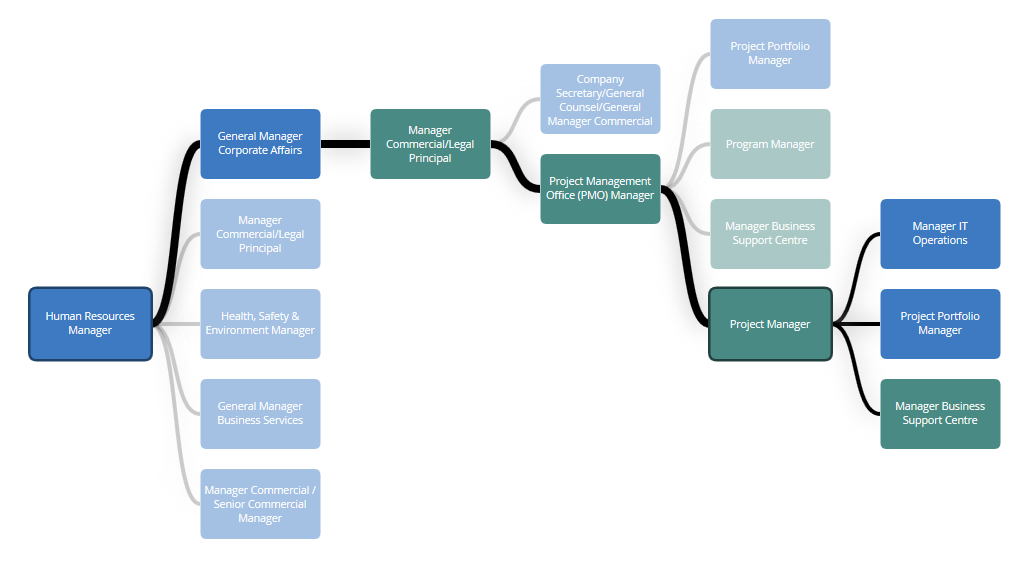 Human Resources
Manager
General Manager
Corporate Affairs
Manager
Commercial/Legal
Principal
Health, Safety &
Environment Manager
General Manager
Business Services
Manager Commercial /
Senior Commercial
Manager
Manager
Commercial/Legal
Principal
Company
Secretary/General
Counsel/General
Manager Commercial
Project Management
Office (PMO) Manager
Project Portfolio
Manager
Program Manager
Manager Business
Support Centre
Project Manager
Manager IT
Operations
Project Portfolio
Manager
Manager Business
Support Centre